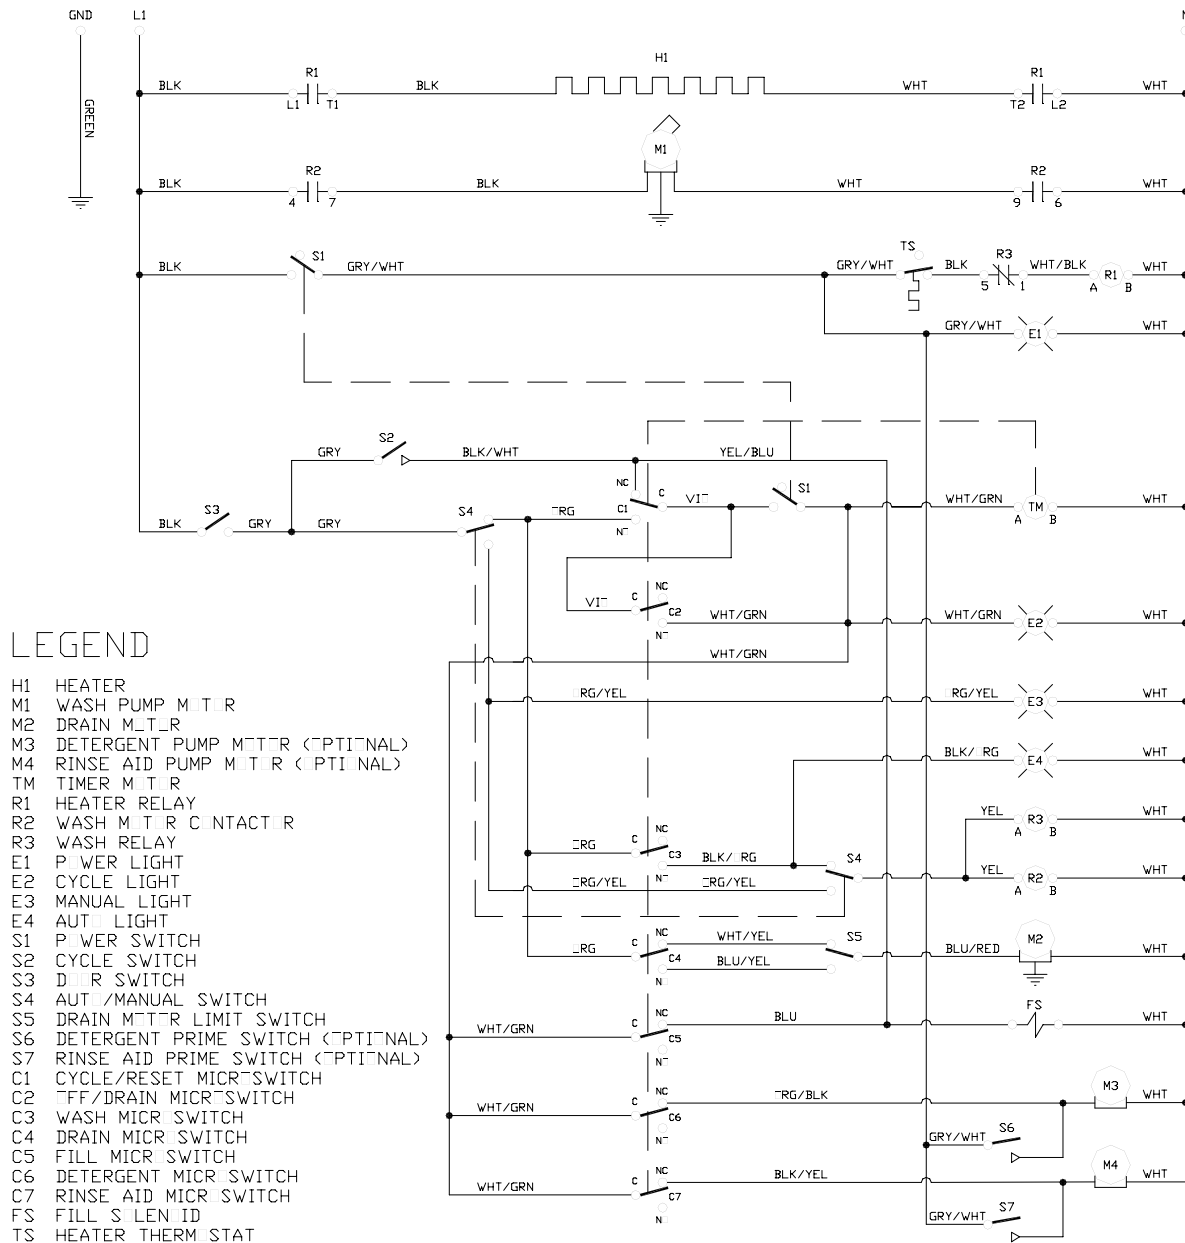 GND L1 N
H1
BLK R1 BLK WHT R1 WHT
L1 T1 T2 L2
GREEN
M1
BLK R2 BLK WHT R2 WHT
4 7 9 6
TS
BLK S1 GRY/WHT GRY/WHT BLK R3 WHT/BLK R1 WHT
5 1 A B
GRY/WHT E1 WHT
S2
GRY BLK/WHT YEL/BLU
NC C
S1
VIO
WHT/GRN TM WHT
A B
S3 S4
BLK GRY GRY ORG C1
NO
NC
C
VIO C2
WHT/GRN WHT/GRN E2 WHT
NO
WHT/GRN
ORG/YEL ORG/YEL E3 WHT
BLK/ORG E4 WHT
YEL R3 WHT
A B
NC
C
ORG C3 BLK/ORG S4
NO
YEL R2 WHT
A B
ORG/YEL ORG/YEL
NC WHT/YEL S5 M2
C
ORG C4 BLU/YEL BLU/RED WHT
NO
FS
NC BLU WHT
WHT/GRN C C5
NO
M3
NC ORG/BLK WHT
WHT/GRN C C6
NO
GRY/WHT S6
M4
NC BLK/YEL WHT
WHT/GRN C C7
NO
GRY/WHT S7
LEGEND
H1 HEATER
M1 WASH PUMP MOTOR
M2 DRAIN MOTOR
M3 DETERGENT PUMP MOTOR (OPTIONAL)
M4 RINSE AID PUMP MOTOR (OPTIONAL)
TM TIMER MOTOR
R1 HEATER RELAY
R2 WASH MOTOR CONTACTOR
R3 WASH RELAY
E1 POWER LIGHT
E2 CYCLE LIGHT
E3 MANUAL LIGHT
E4 AUTO LIGHT
S1 POWER SWITCH
S2 CYCLE SWITCH
S3 DOOR SWITCH
S4 AUTO/MANUAL SWITCH
S5 DRAIN MOTOR LIMIT SWITCH
S6 DETERGENT PRIME SWITCH (OPTIONAL)
S7 RINSE AID PRIME SWITCH (OPTIONAL)
C1 CYCLE/RESET MICROSWITCH
C2 OFF/DRAIN MICROSWITCH
C3 WASH MICROSWITCH
C4 DRAIN MICROSWITCH
C5 FILL MICROSWITCH
C6 DETERGENT MICROSWITCH
C7 RINSE AID MICROSWITCH
FS FILL SOLENOID
TS HEATER THERMOSTAT